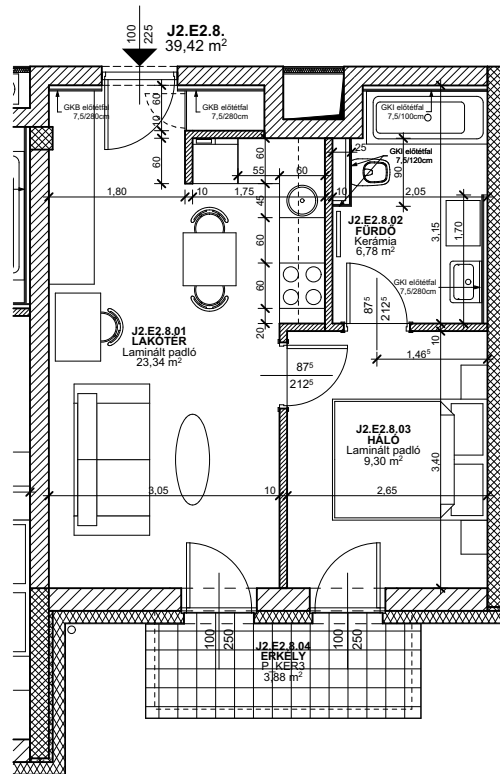 100
225
J2.E2.8.
39,42 m²
GKB előtétfal
7,5/280cm
60
10
60
GKB előtétfal
7,5/280cm
GKI előtétfal
7,5/100cm
25
GKI előtétfal
7,5/120cm
90
60
55
60
45
60
60
20
1,80
10
1,75
10
2,05
J2.E2.8.02
FÜRDŐ
Kerámia
6,78 m²
3,15
1,70
GKI előtétfal
7,5/280cm
87⁵
212⁵
10
1,46⁵
J2.E2.8.01
LAKÓTÉR
Laminált padló
23,34 m²
87⁵
212⁵
J2.E2.8.03
HÁLÓ
Laminált padló
9,30 m²
3,40
3,05
10
2,65
100
250
100
250
J2.E2.8.04
ERKÉLY
P_KER3
3,88 m²